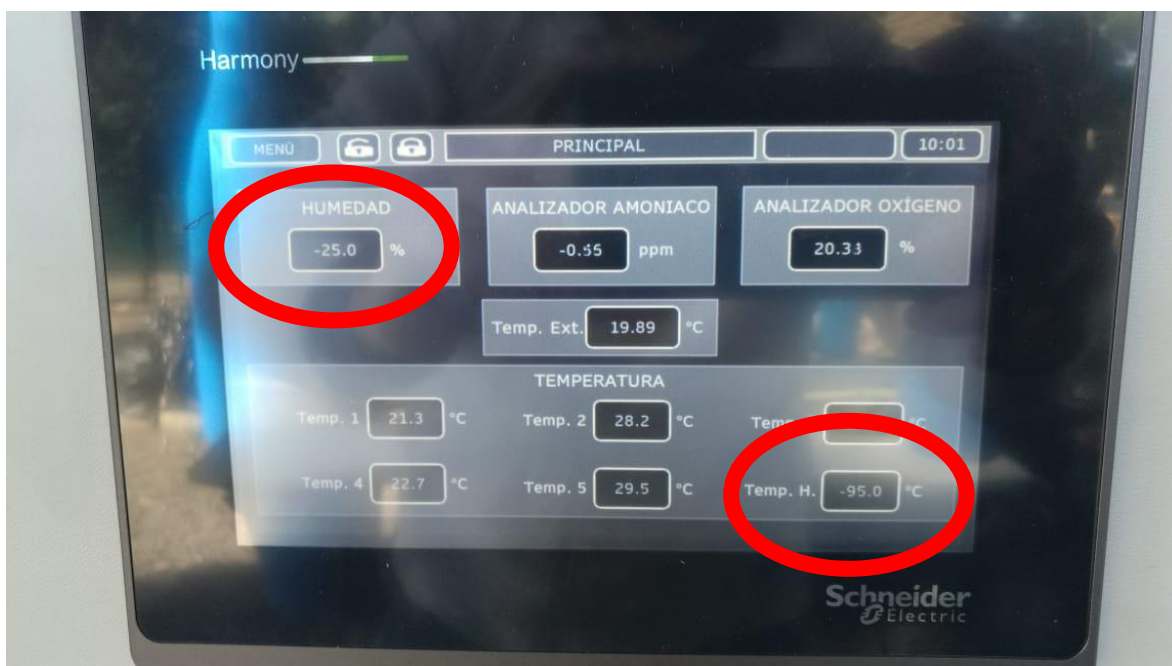 Harmony
MENÚ PRINCIPAL 10:01
HUMEDAD ANALIZADOR AMONIACO ANALIZADOR OXÍGENO
-25.0 % ppm 20.33 %
Temp. Ext. 19.89 °C
TEMPERATURA
Temp. 1 21.3 °C Temp. 2 28.2 °C °C
Temp. 4 22.7 °C Temp. 5 29.5 °C Temp. H. -95.0 °C
Schneider
Electric